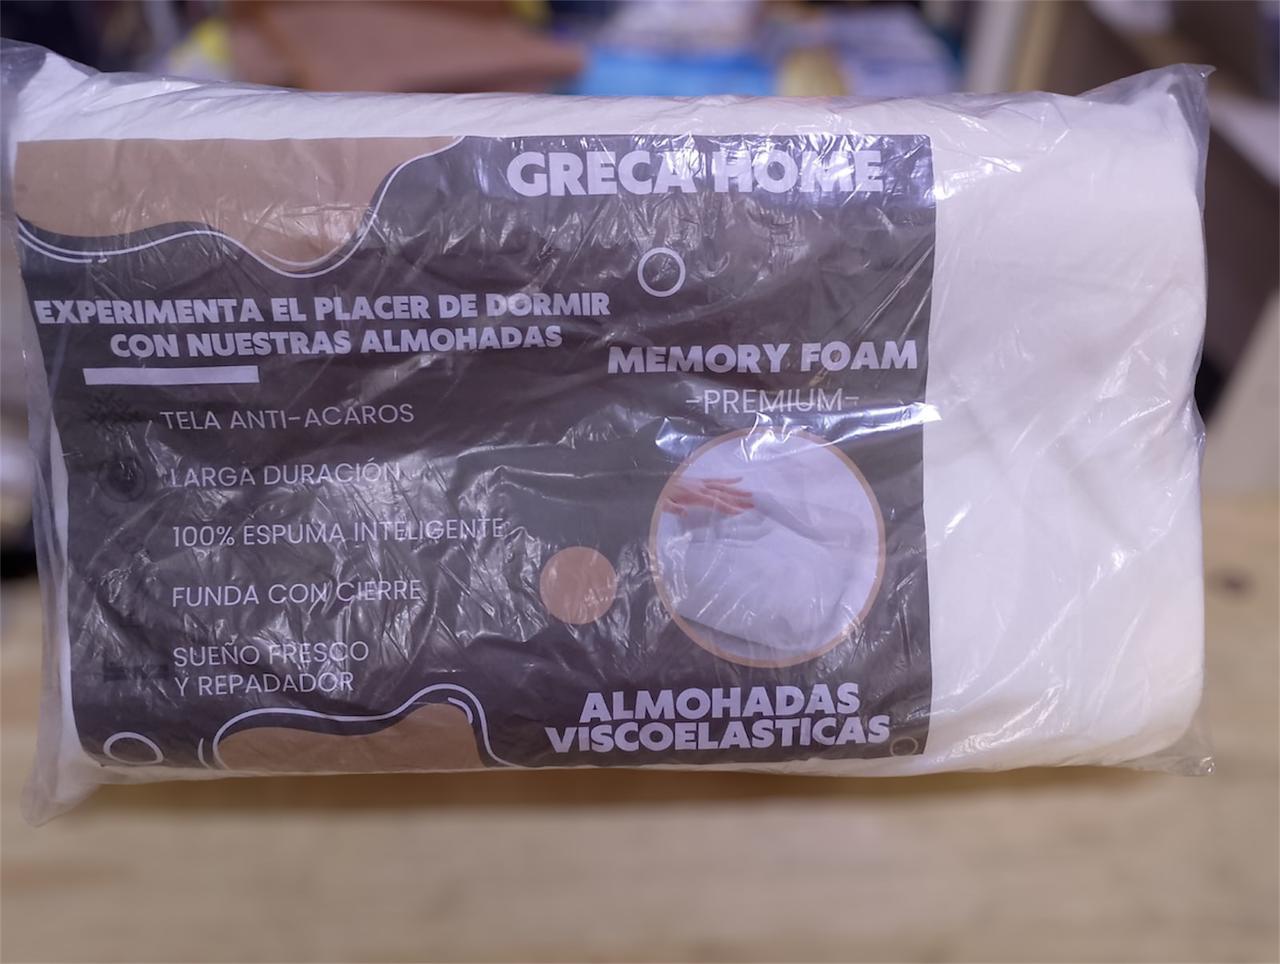 GRECA HOME
EXPERIMENTA EL PLACER DE DORMIR
CON NUESTRAS ALMOHADAS
TELA ANTI-ACAROS
LARGA DURACIÓN
100% ESPUMA INTELIGENTE
FUNDA CON CIERRE
SUEÑO FRESCO
Y REPADADOR
MEMORY FOAM
-PREMIUM-
ALMOHADAS
VISCOELASTICAS